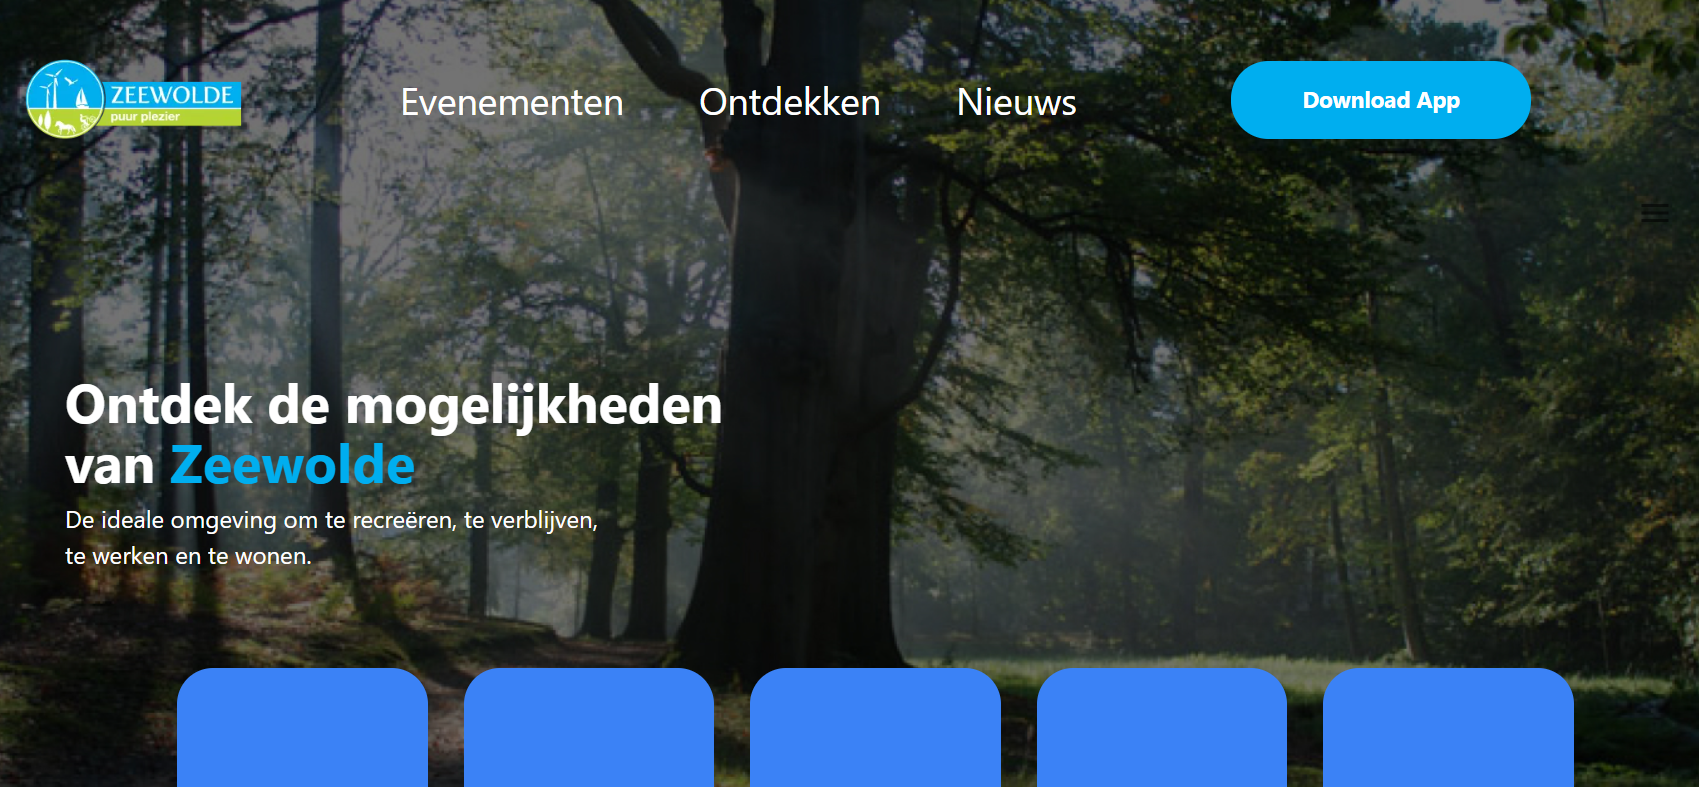 ZEEWOLDE
puur plezier
Evenementen
Ontdekken
Nieuws
Download App
Ontdek de mogelijkheden
van Zeewolde
De ideale omgeving om te recreëren, te verblijven,
te werken en te wonen.